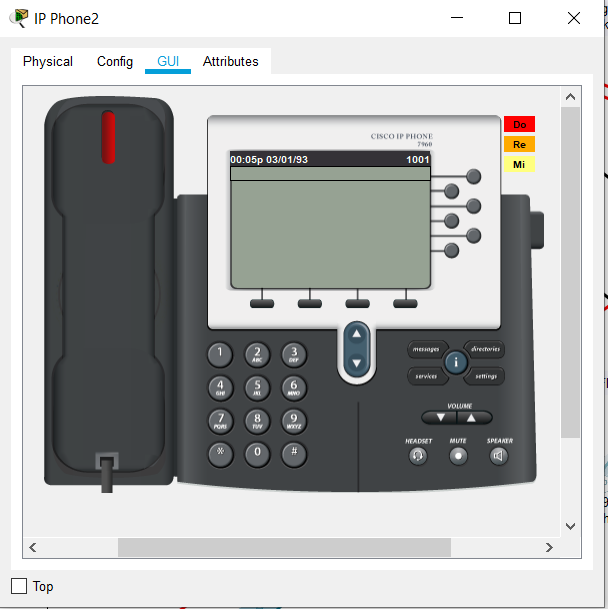 IP Phone2
Physical Config GUI Attributes
CISCO IP PHONE
7960
Do
Re
Mi
00:05p 03/01/93 1001
1 2 ABC 3 DEF
4 GHI 5 JKL 6 MNO
7 PQRS 8 TUV 9 WXYZ
* 0 #
messages directories
i
services settings
VOLUME
HEADSET MUTE SPEAKER
Top